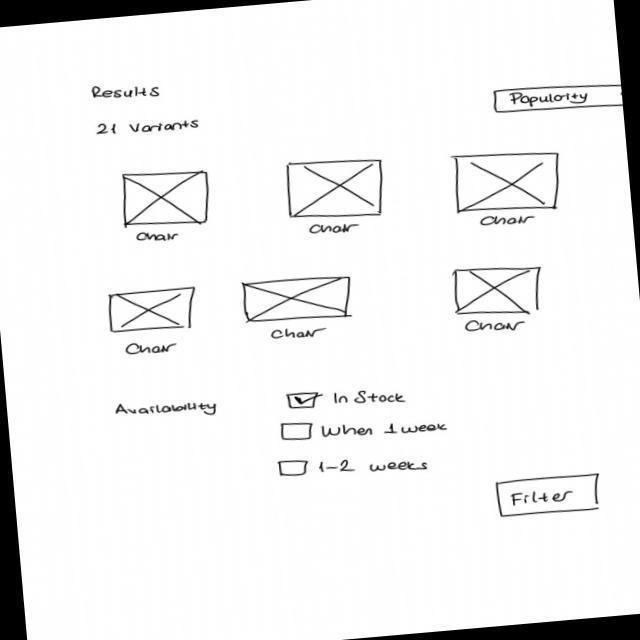 Results
Popularity
21 Variants
Chair
Chair
Chair
Chair
Chair
Chair
Availability
In Stock
When 1 week
1-2 weeks
Filter